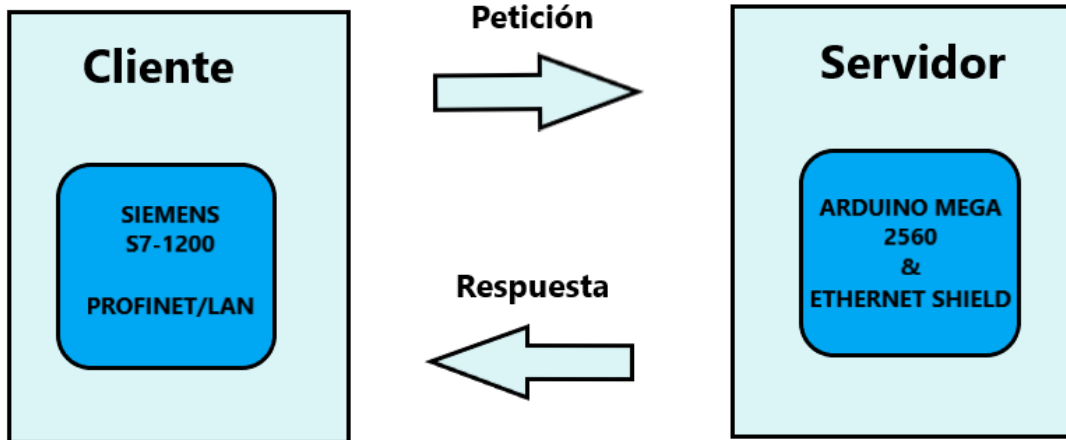 Cliente
SIEMENS
S7-1200
PROFINET/LAN
Petición
Respuesta
Servidor
ARDUINO MEGA
2560
&
ETHERNET SHIELD